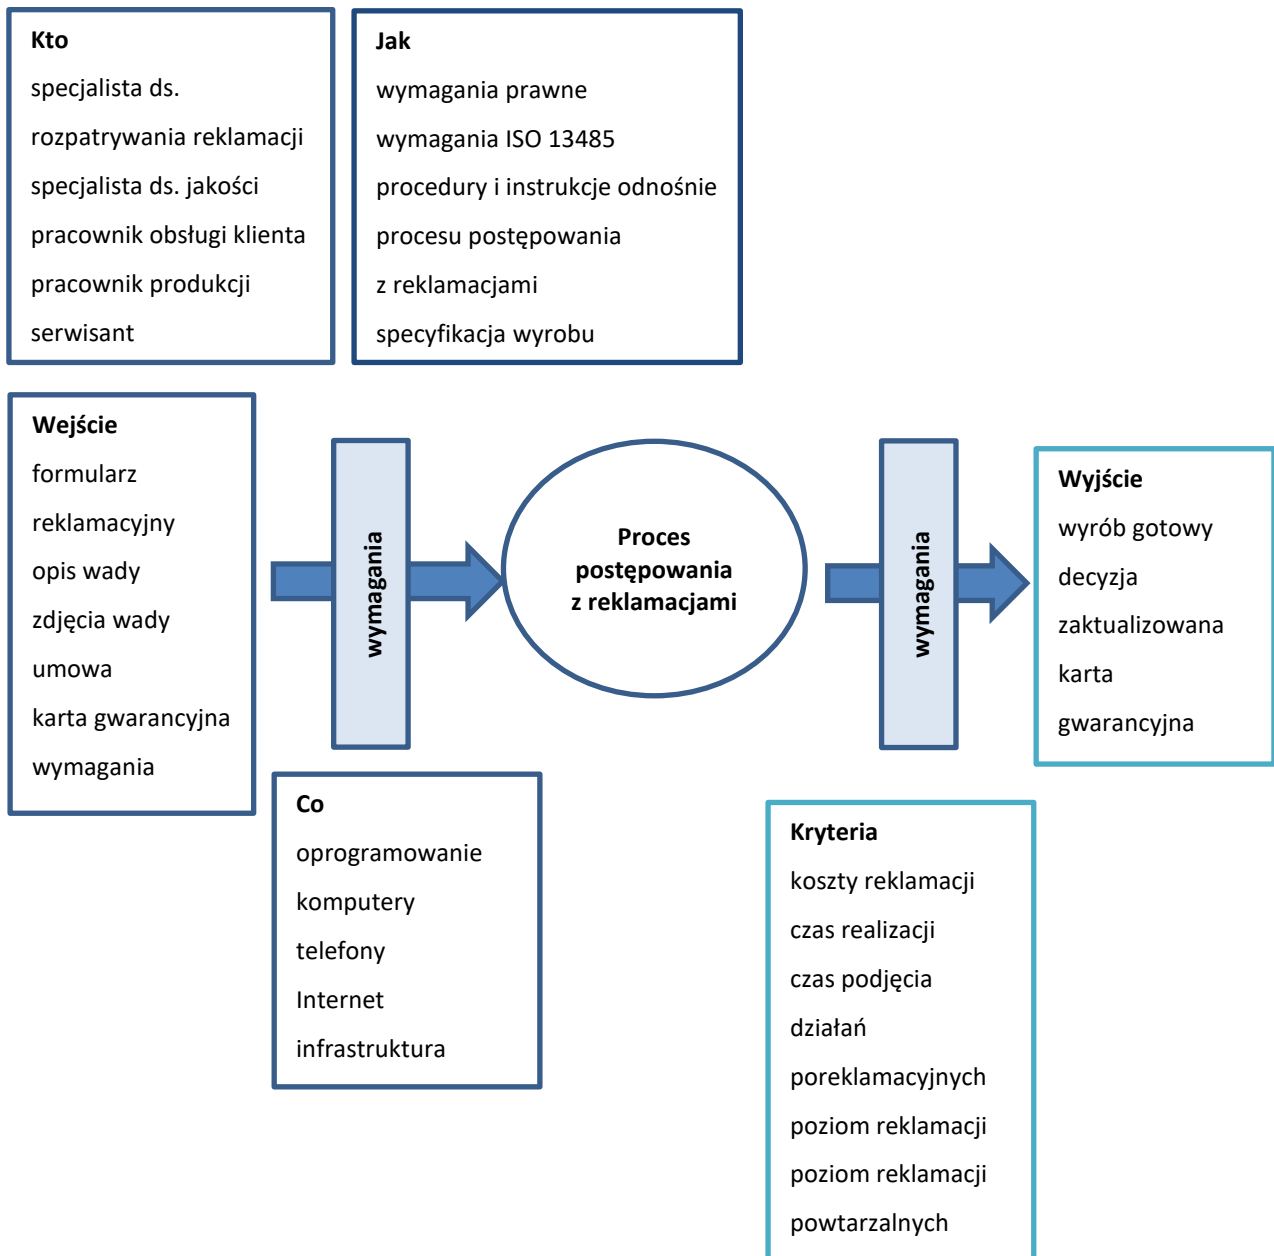 Kto
specjalista ds.
rozpatrywania reklamacji
specjalista ds. jakości
pracownik obsługi klienta
pracownik produkcji
serwisant
Jak
wymagania prawne
wymagania ISO 13485
procedury i instrukcje odnośnie
procesu postępowania
z reklamacjami
specyfikacja wyrobu
Wejście
formularz
reklamacyjny
opis wady
zdjęcia wady
umowa
karta gwarancyjna
wymagania
wymagania
Proces
postępowania
z reklamacjami
wymagania
Wyjście
wyrób gotowy
decyzja
zaktualizowana
karta
gwarancyjna
Co
oprogramowanie
komputery
telefony
Internet
infrastruktura
Kryteria
koszty reklamacji
czas realizacji
czas podjęcia
działań
poreklamacyjnych
poziom reklamacji
poziom reklamacji
powtarzalnych